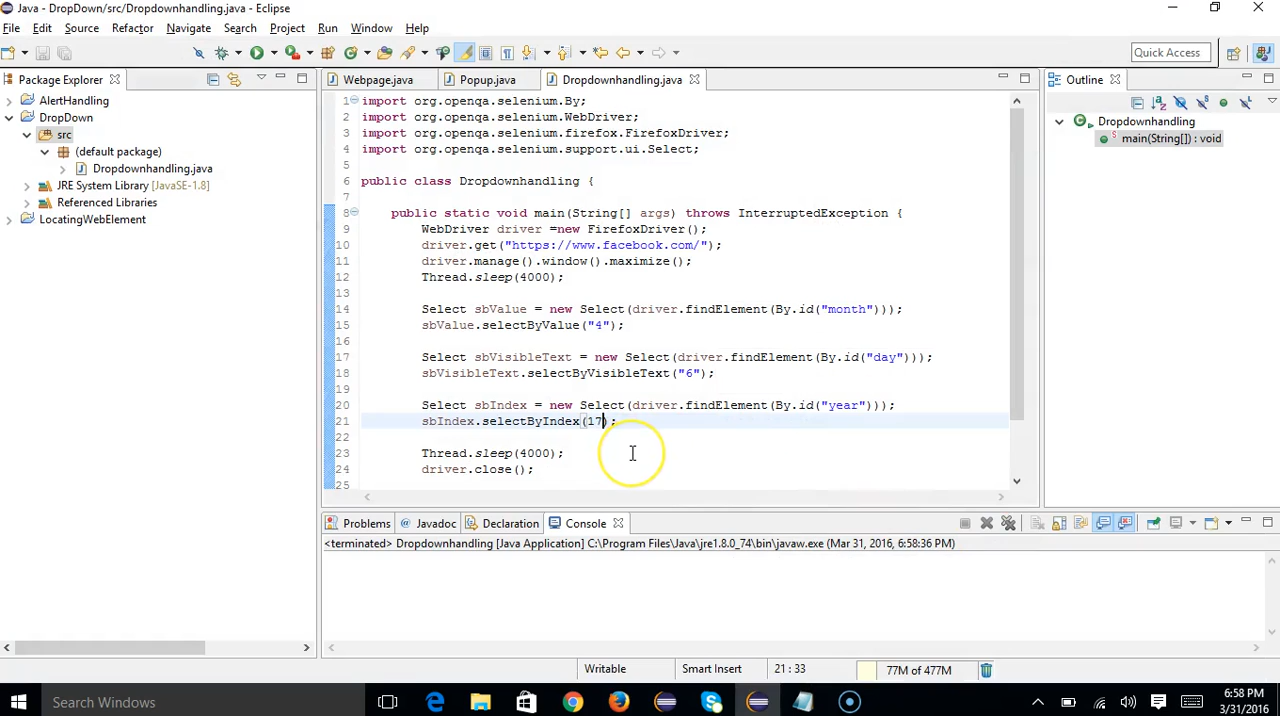 Java - DropDown/src/Dropdownhandling.java - Eclipse
File Edit Source Refactor Navigate Search Project Run Window Help
Quick Access
Package Explorer
AlertHandling
DropDown
src
(default package)
Dropdownhandling.java
JRE System Library [JavaSE-1.8]
Referenced Libraries
LocatingWebElement
Webpage.java Popup.java Dropdownhandling.java
1 import org.openqa.selenium.By;
2 import org.openqa.selenium.WebDriver;
3 import org.openqa.selenium.firefox.FirefoxDriver;
4 import org.openqa.selenium.support.ui.Select;
5
6 public class Dropdownhandling {
7
8 public static void main(String[] args) throws InterruptedException {
9 WebDriver driver =new FirefoxDriver();
10 driver.get("https://www.facebook.com/");
11 driver.manage().window().maximize();
12 Thread.sleep(4000);
13
14 Select sbValue = new Select(driver.findElement(By.id("month")));
15 sbValue.selectByValue("4");
16
17 Select sbVisibleText = new Select(driver.findElement(By.id("day")));
18 sbVisibleText.selectByVisibleText("6");
19
20 Select sbIndex = new Select(driver.findElement(By.id("year")));
21 sbIndex.selectByIndex(17);
22
23 Thread.sleep(4000);
24 driver.close();
25
Outline
Dropdownhandling
main(String[]) : void
Problems Javadoc Declaration Console
<terminated> Dropdownhandling [Java Application] C:\Program Files\Java\jre1.8.0_74\bin\javaw.exe (Mar 31, 2016, 6:58:36 PM)
Writable Smart Insert 21 : 33 77M of 477M
Search Windows
6:58 PM
3/31/2016